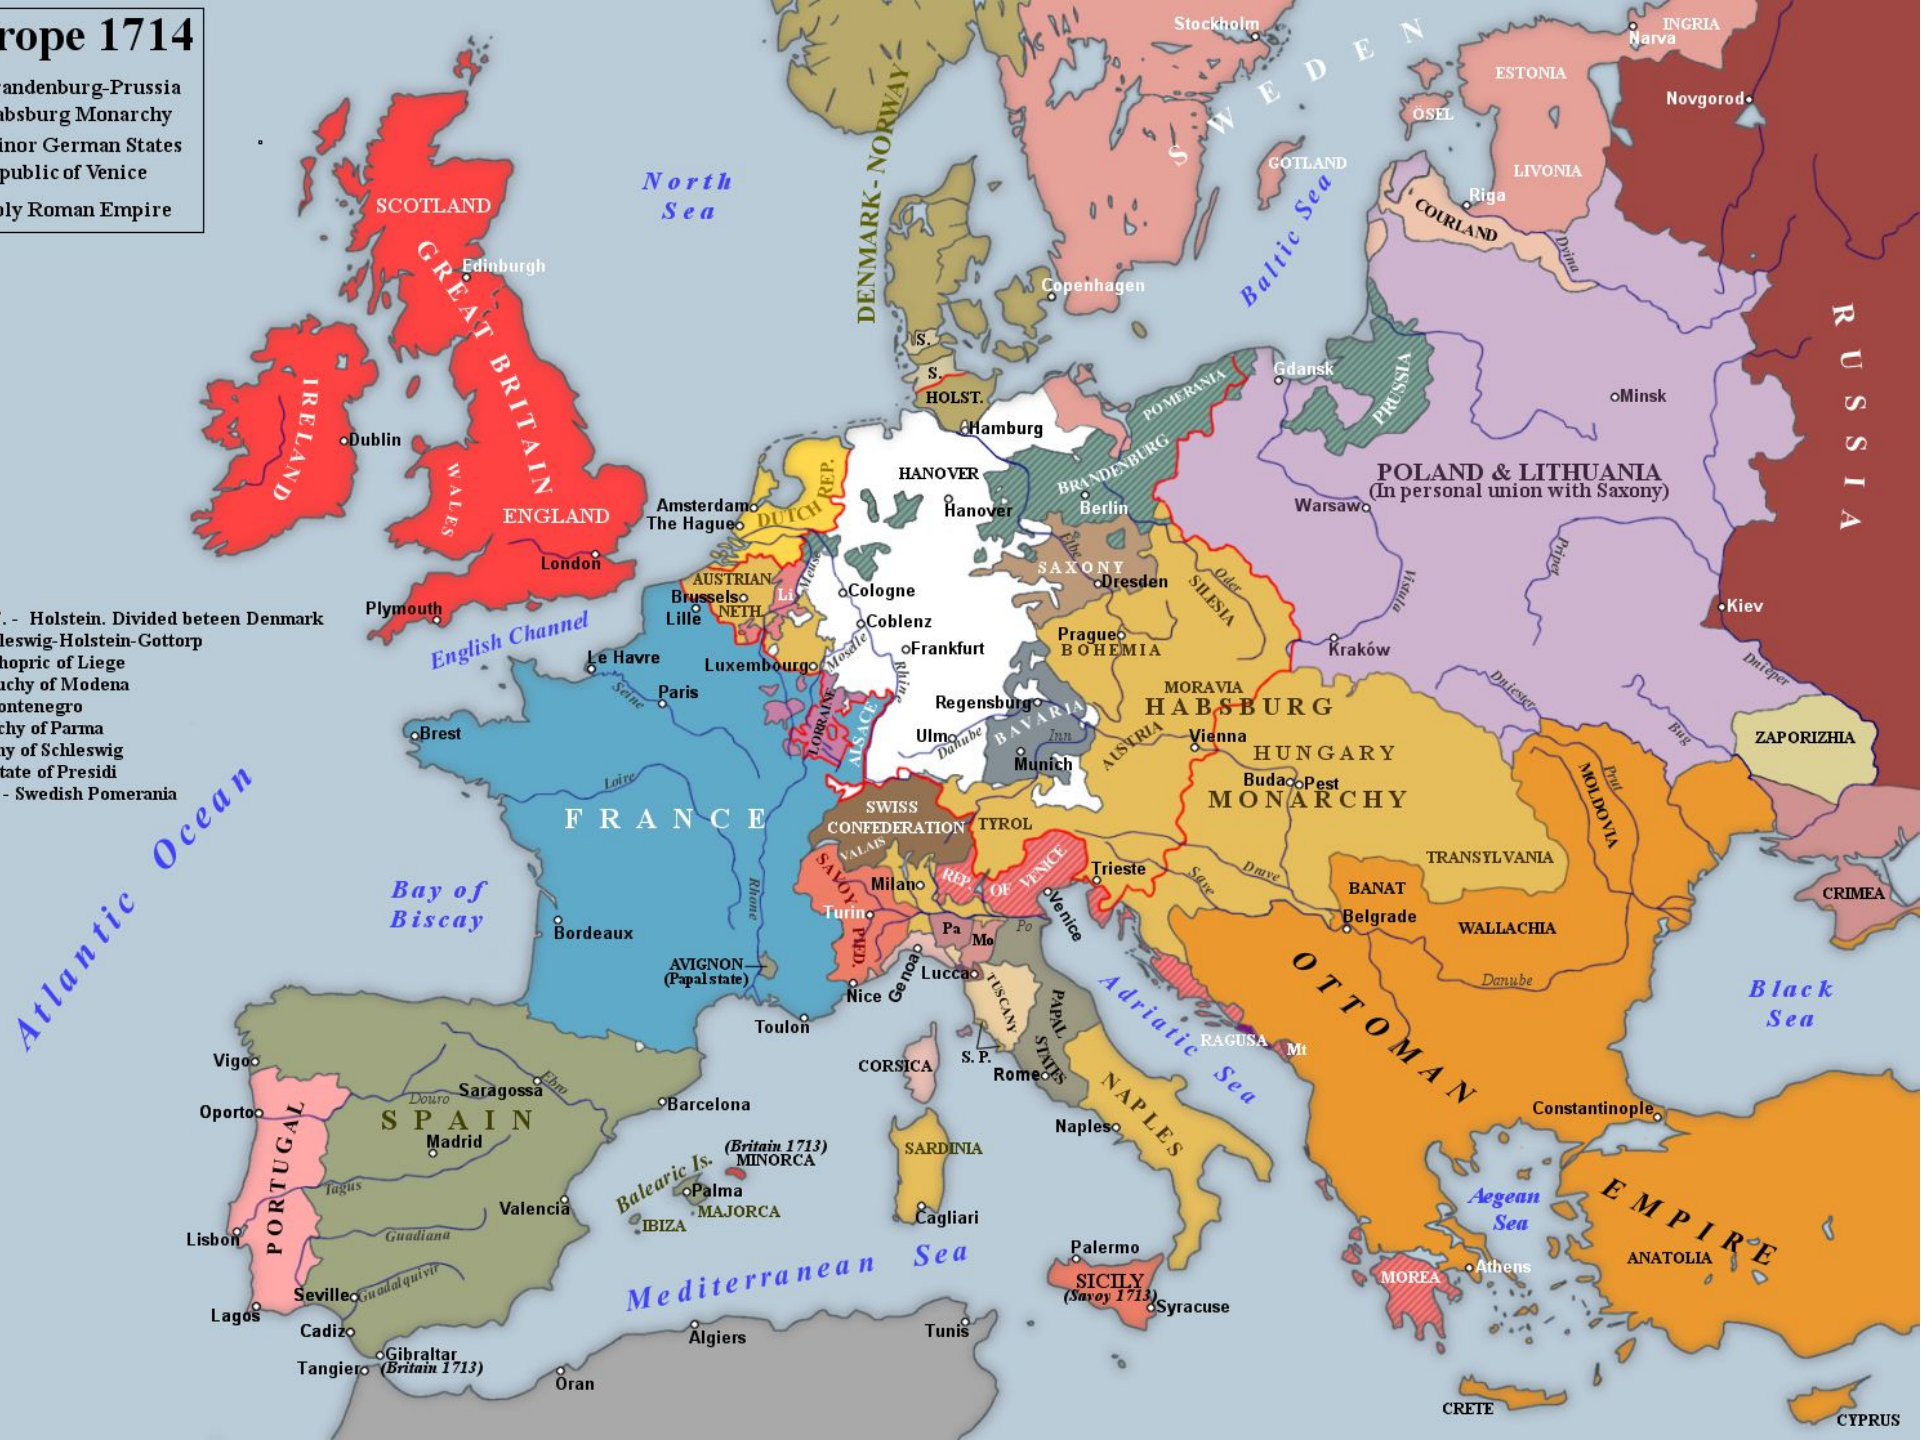 rope 1714
andenburg-Prussia
absburg Monarchy
inor German States
public of Venice
oly Roman Empire
. - Holstein. Divided beteen Denmark
leswig-Holstein-Gottorp
hopric of Liege
uchy of Modena
ontenegro
chy of Parma
ny of Schleswig
tate of Presidi
- Swedish Pomerania
Stockholm
SWEDEN
INGRIA
Narva
ESTONIA
Novgorod
ÖSEL
GOTLAND
LIVONIA
Riga
COURLAND
Dvina
Baltic Sea
North
Sea
DENMARK-NORWAY
SCOTLAND
GREAT BRITAIN
Edinburgh
Copenhagen
RUSSIA
S.
S.
HOLST.
Hamburg
POMERANIA
Gdansk
PRUSSIA
Minsk
IRELAND
Dublin
WALES
ENGLAND
London
Plymouth
English Channel
Amsterdam
The Hague
DUTCH REP.
HANOVER
Hanover
BRANDENBURG
Berlin
POLAND & LITHUANIA
(In personal union with Saxony)
Warsaw
Pripet
Vistula
Kiev
Dnieper
AUSTRIAN
NETH.
Brussels
Lille
Li
Meuse
Cologne
Coblenz
Frankfurt
Luxembourg
Moselle
Rhine
Elbe
SAXONY
Dresden
SILESIA
Oder
Prague
BOHEMIA
Kraków
Dniester
Bug
Le Havre
Seine
Paris
Brest
LORRAINE
ALSACE
Regensburg
Ulm
Danube
BAVARIA
Inn
Munich
AUSTRIA
MORAVIA
HABSBURG
Vienna
HUNGARY
Buda
Pest
MONARCHY
MOLDOVIA
Prut
ZAPORIZHIA
Atlantic Ocean
Loire
FRANCE
SWISS
CONFEDERATION
VALAIS
TYROL
TRANSYLVANIA
Bay of
Biscay
Rhone
SAVOY
PIED.
Milan
Turin
REP. OF VENICE
Trieste
Save
Drave
BANAT
Belgrade
WALLACHIA
CRIMEA
Bordeaux
AVIGNON
(Papal state)
Nice
Genoa
Pa
Mo
Po
Venice
Lucca
TUSCANY
PAPAL STATES
Adriatic Sea
OTTOMAN
Danube
Black
Sea
Toulon
CORSICA
S. P.
Rome
RAGUSA
Mt
Vigo
Oporto
Douro
Saragossa
Ebro
SPAIN
Madrid
Barcelona
PORTUGAL
Tagus
(Britain 1713)
MINORCA
Balearic Is.
Palma
MAJORCA
IBIZA
Valencia
SARDINIA
Cagliari
Naples
NAPLES
Constantinople
Aegean
Sea
EMPIRE
ANATOLIA
Lisbon
Guadiana
Seville
Guadalquivir
Lagos
Cadiz
Gibraltar
(Britain 1713)
Tangier
Mediterranean Sea
Palermo
SICILY
(Savoy 1713)
Syracuse
MOREA
Athens
Algiers
Tunis
Oran
CRETE
CYPRUS